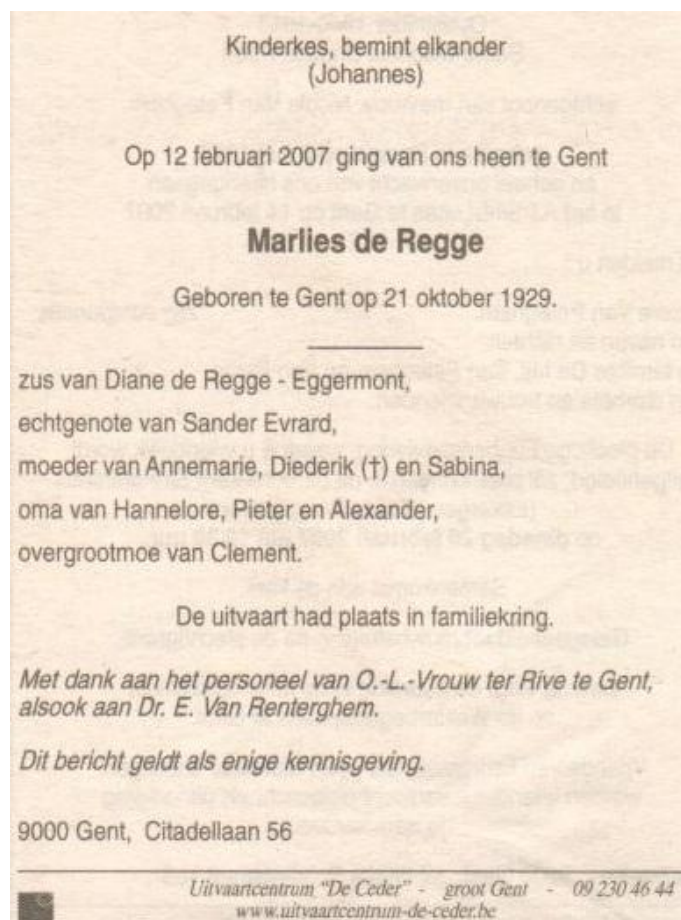 Kinderkes, bemint elkander
(Johannes)
Op 12 februari 2007 ging van ons heen te Gent
Marlies de Regge
Geboren te Gent op 21 oktober 1929.
zus van Diane de Regge - Eggermont,
echtgenote van Sander Evrard,
moeder van Annemarie, Diederik (†) en Sabina,
oma van Hannelore, Pieter en Alexander,
overgrootmoe van Clement.
De uitvaart had plaats in familiekring.
Met dank aan het personeel van O.-L.-Vrouw ter Rive te Gent,
alsook aan Dr. E. Van Renterghem.
Dit bericht geldt als enige kennisgeving.
9000 Gent, Citadellaan 56
Uitvaartcentrum "De Ceder" - groot Gent - 09 230 46 44
www.uitvaartcentrum-de-ceder.be